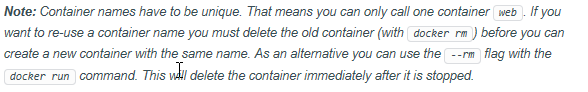 Note: Container names have to be unique. That means you can only call one container web . If you
want to re-use a container name you must delete the old container (with docker rm ) before you can
create a new container with the same name. As an alternative you can use the --rm flag with the
docker run command. This will delete the container immediately after it is stopped.